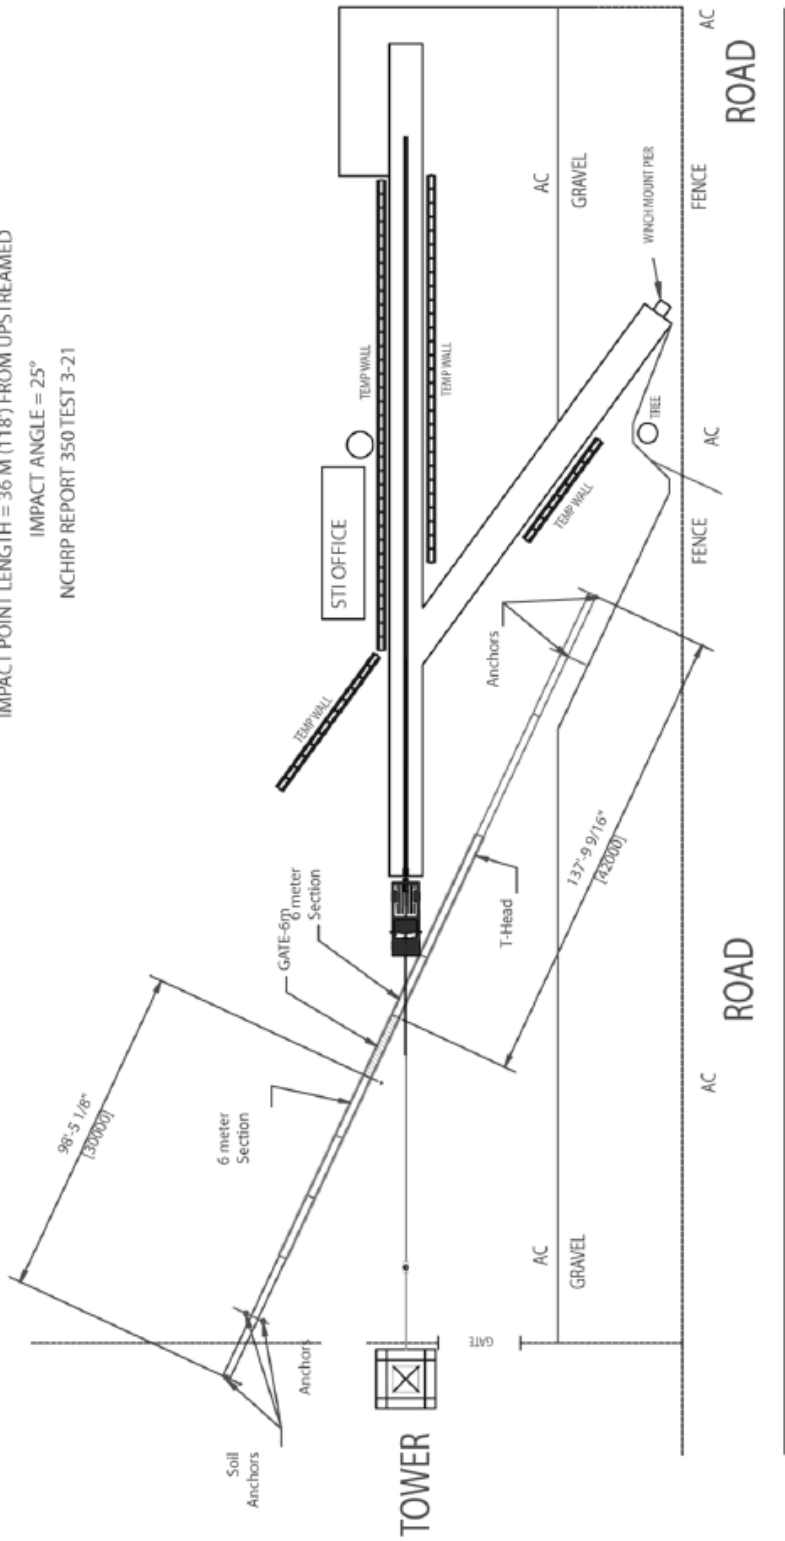 IMPACT POINT LENGTH = 36 M (118') FROM UPSTREAMED
IMPACT ANGLE = 25°
NCHRP REPORT 350 TEST 3-21
98'-5 1/8"
[30000]
6 meter
Section
GATE-6m
6 meter
Section
TEMP WALL
STI OFFICE
TEMP WALL
TEMP WALL
Soil
Anchors
Anchors
TOWER
GATE
T-Head
Anchors
TEMP WALL
137'-9 9/16"
[42000]
TREE
WINCH MOUNT PIER
AC
GRAVEL
AC
GRAVEL
AC
FENCE
AC
FENCE
AC
ROAD
ROAD